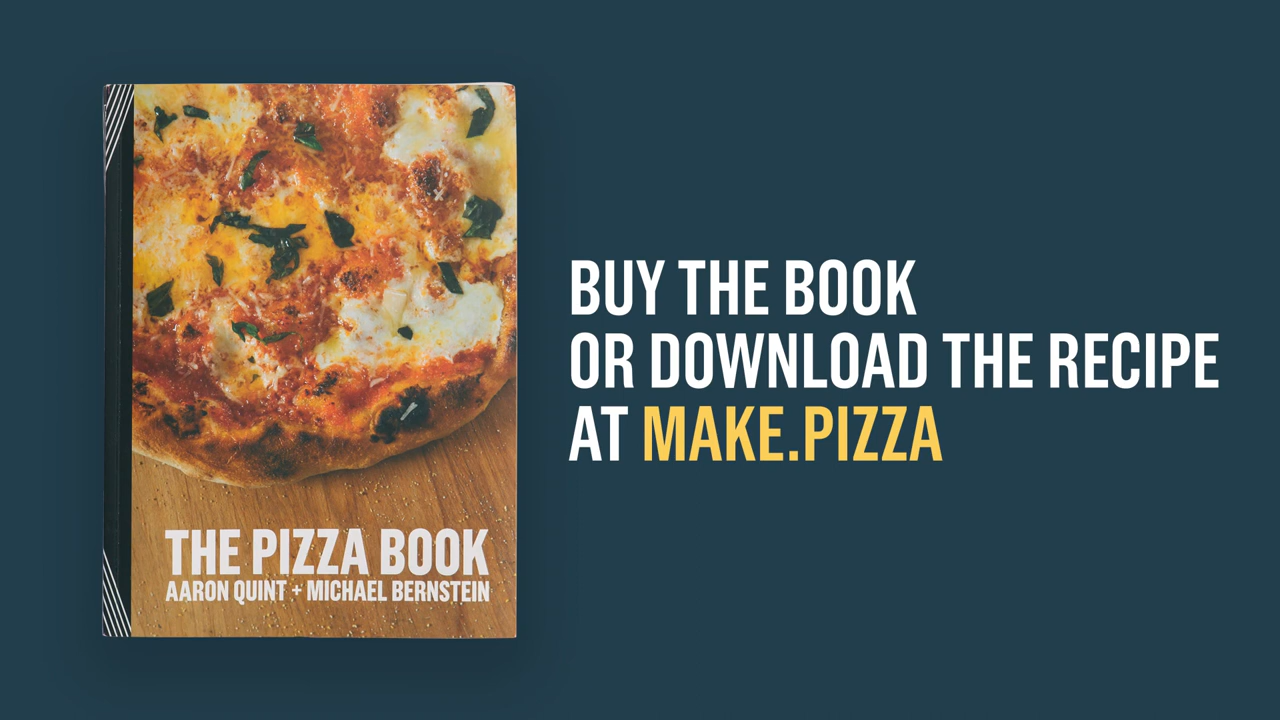 THE PIZZA BOOK
AARON QUINT + MICHAEL BERNSTEIN
BUY THE BOOK
OR DOWNLOAD THE RECIPE
AT MAKE.PIZZA